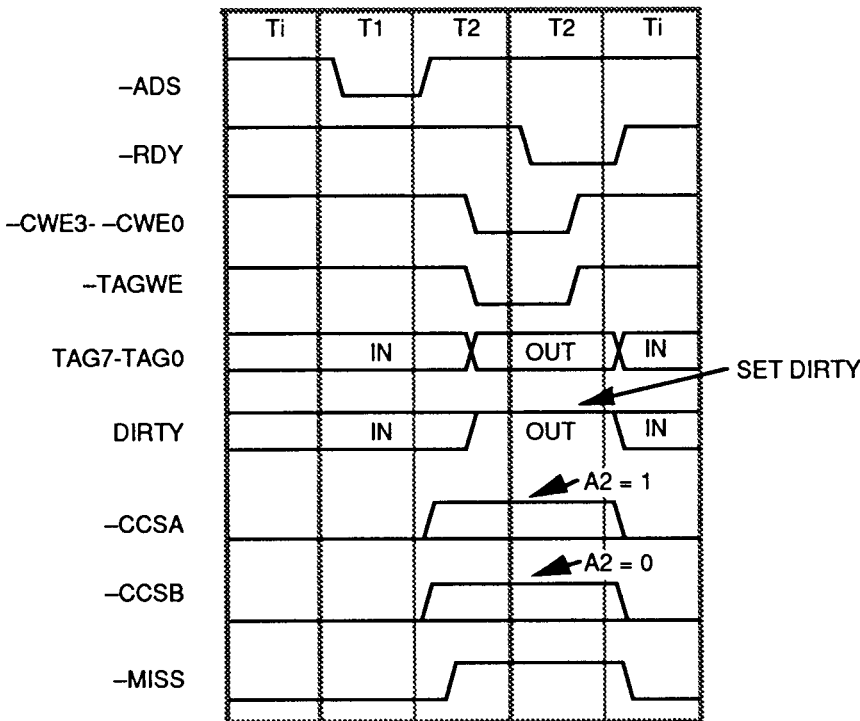 Ti T1 T2 T2 Ti
–ADS
–RDY
–CWE3- –CWE0
–TAGWE
TAG7-TAG0 IN OUT IN
SET DIRTY
DIRTY IN OUT IN
A2 = 1
–CCSA
A2 = 0
–CCSB
–MISS